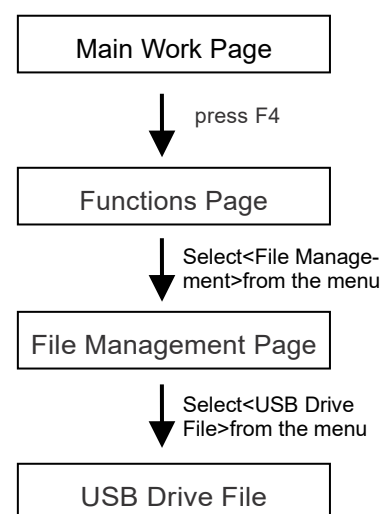 Main Work Page
press F4
Functions Page
Select<File Manage-
ment>from the menu
File Management Page
Select<USB Drive
File>from the menu
USB Drive File